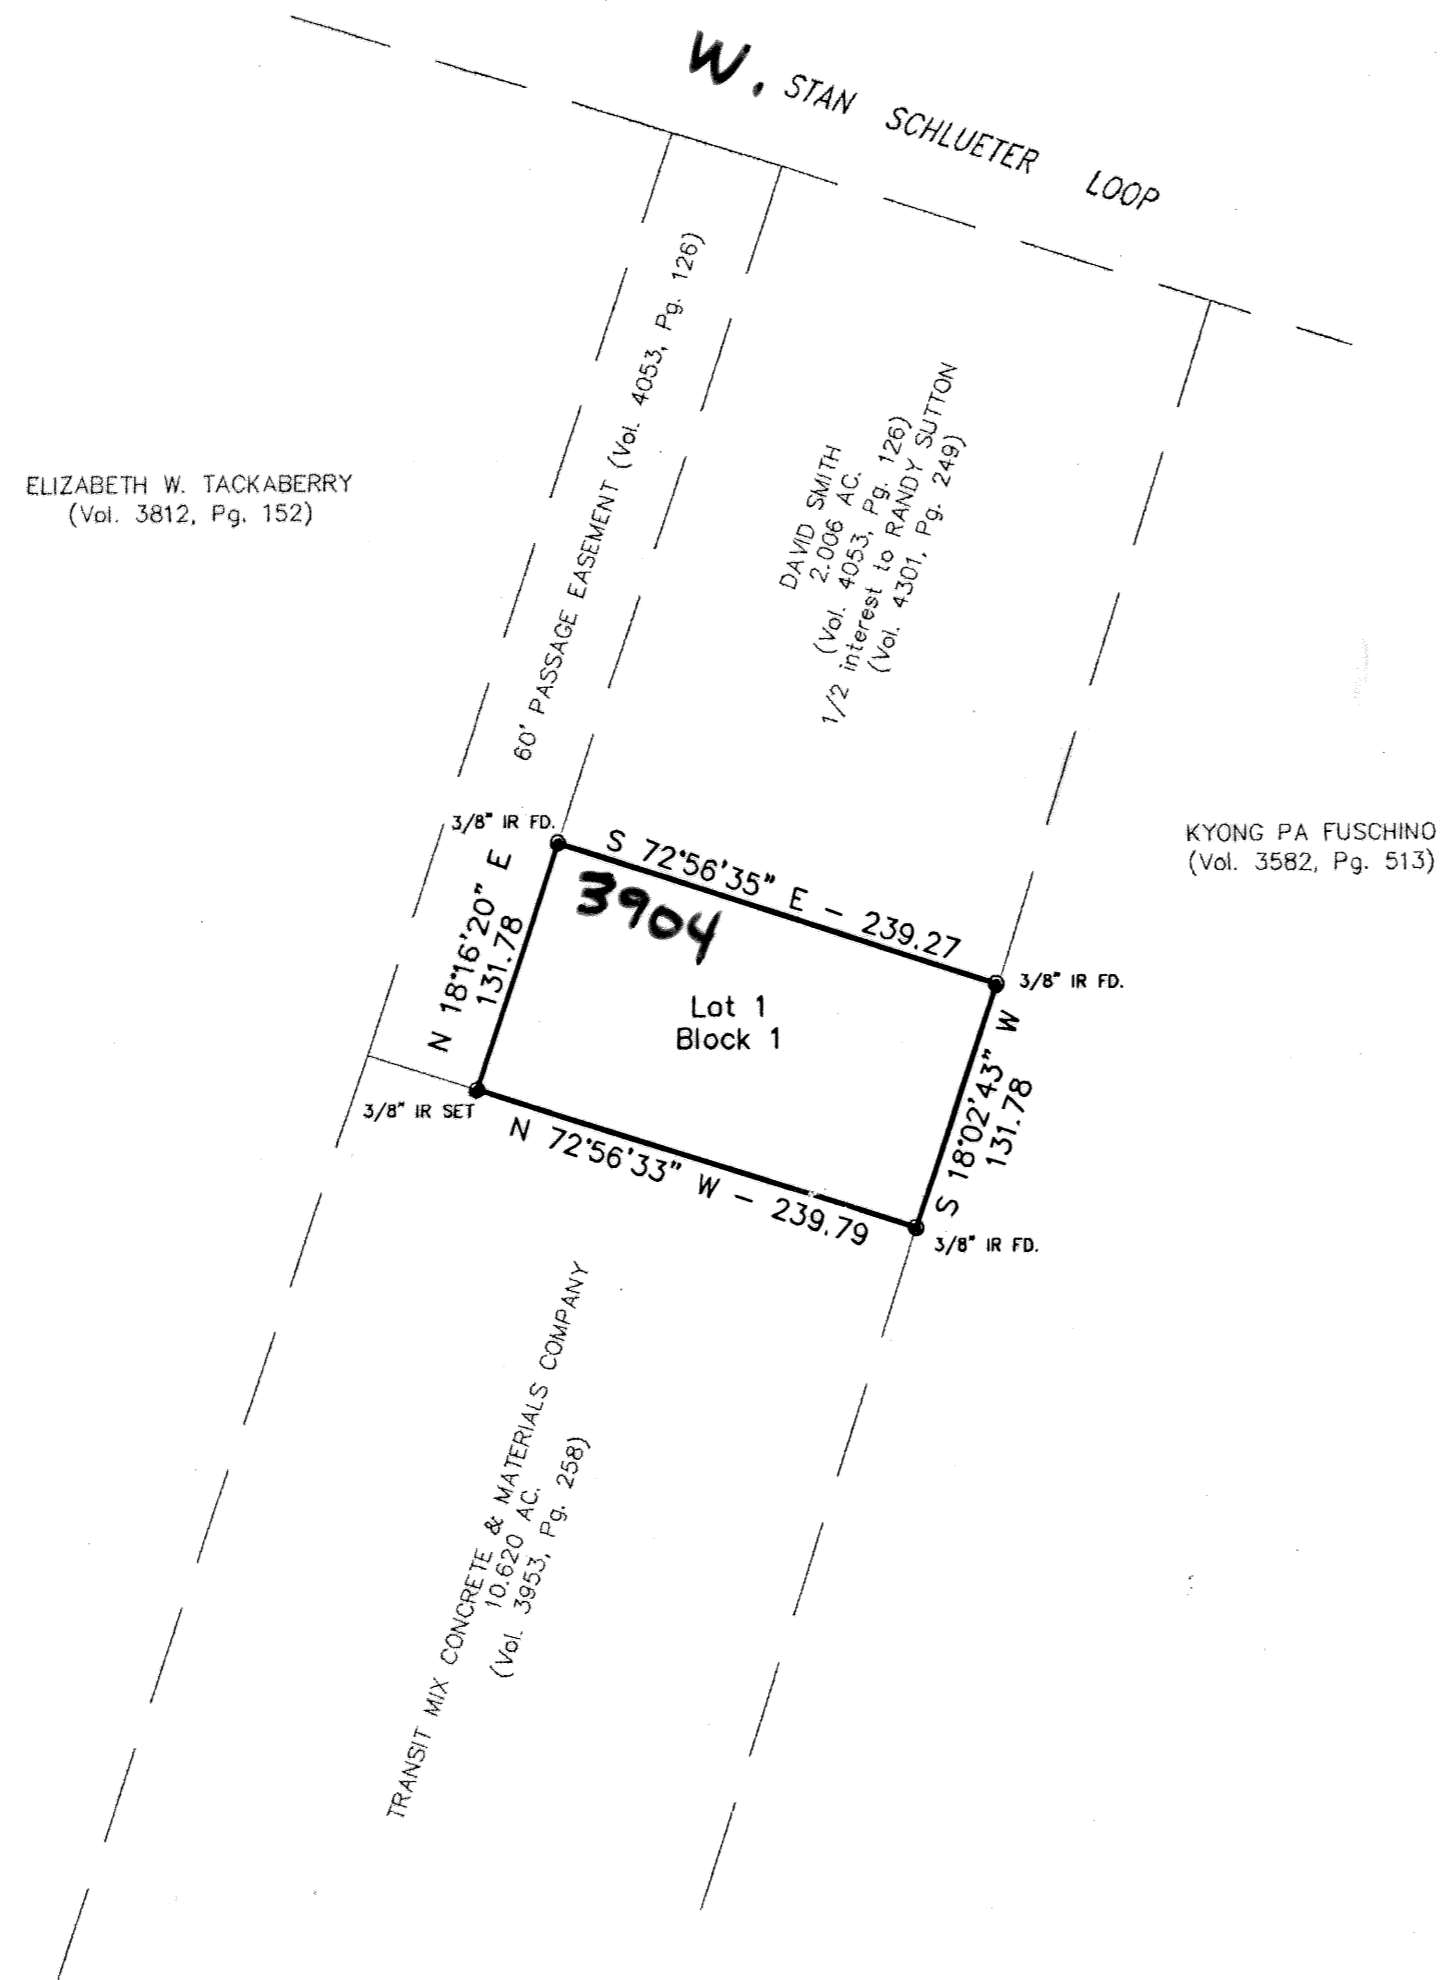 W. STAN SCHLUETER LOOP
60' PASSAGE EASEMENT (Vol. 4053, Pg. 126)
DAVID SMITH
2.006 AC.
(Vol. 4053, Pg. 126)
1/2 interest to RANDY SUTTON
(Vol. 4301, Pg. 249)
ELIZABETH W. TACKABERRY
(Vol. 3812, Pg. 152)
KYONG PA FUSCHINO
(Vol. 3582, Pg. 513)
3/8" IR FD.
S 72°56'35" E - 239.27
3904
N 18°16'20" E
131.78
3/8" IR FD.
Lot 1
Block 1
S 18°02'43" W
131.78
3/8" IR SET
N 72°56'33" W - 239.79
3/8" IR FD.
TRANSIT MIX CONCRETE & MATERIALS COMPANY
10.620 AC.
(Vol. 3953, Pg. 258)